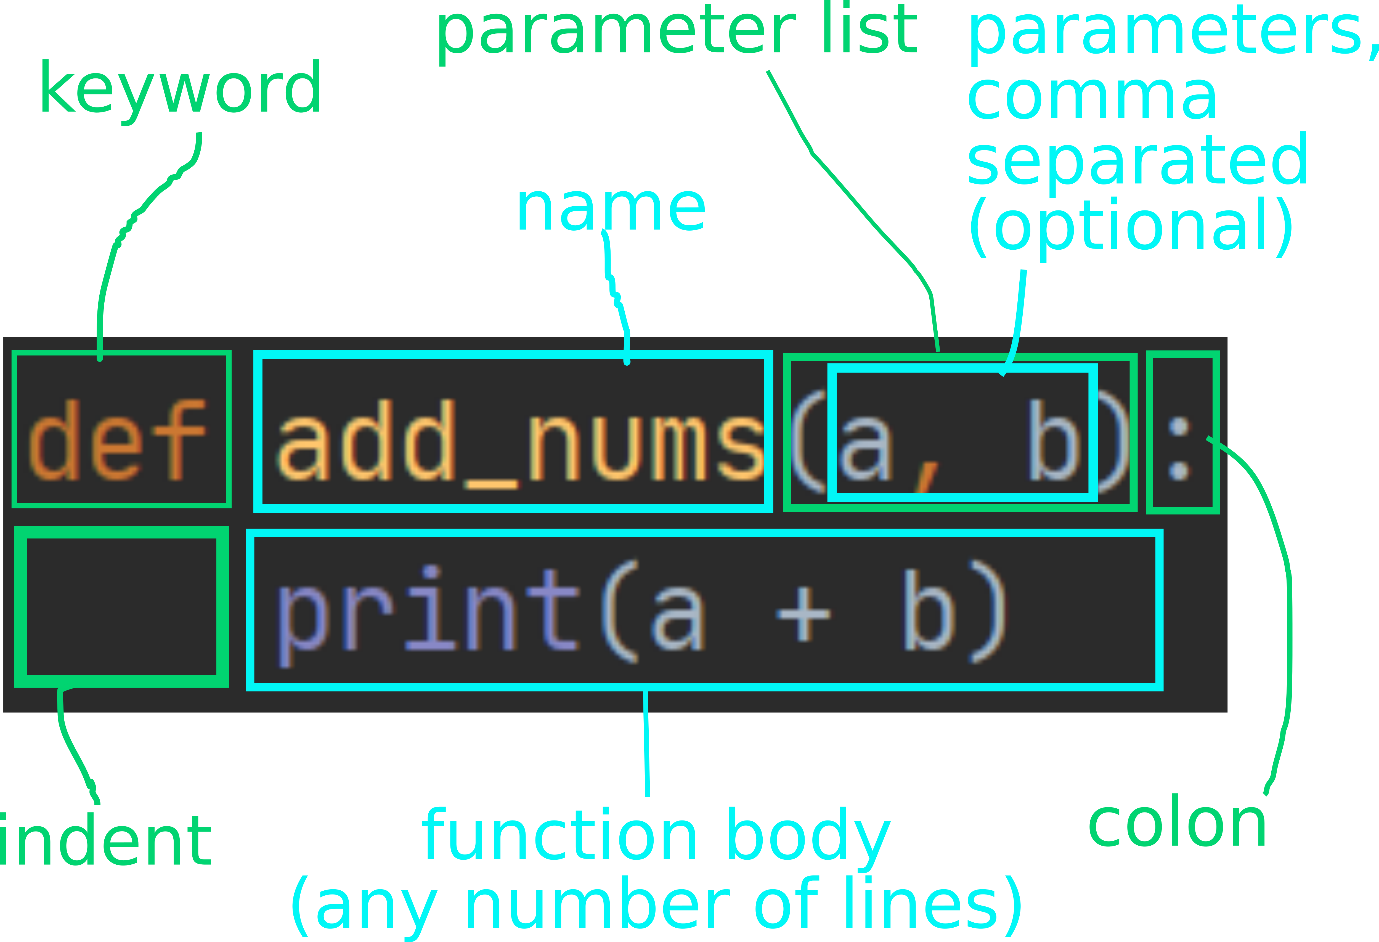 parameter list
parameters,
comma
separated
(optional)
keyword
name
def add_nums(a, b):
print(a + b)
indent
function body
(any number of lines)
colon